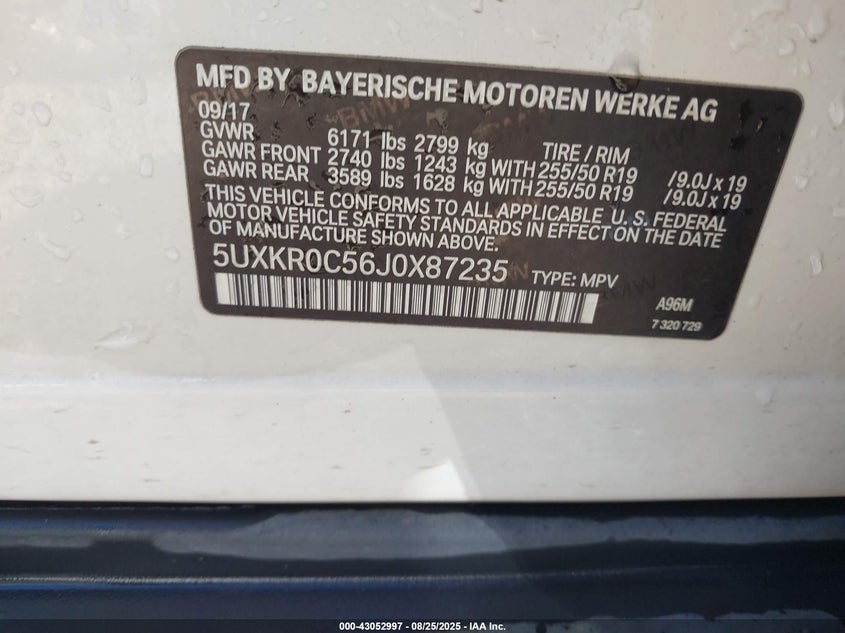 MFD BY BAYERISCHE MOTOREN WERKE AG
09/17
GVWR 6171 lbs 2799 kg TIRE / RIM
GAWR FRONT 2740 lbs 1243 kg WITH 255/50 R19 /9.0J x 19
GAWR REAR 3589 lbs 1628 kg WITH 255/50 R19 /9.0J x 19
THIS VEHICLE CONFORMS TO ALL APPLICABLE U. S. FEDERAL
MOTOR VEHICLE SAFETY STANDARDS IN EFFECT ON THE DATE
OF MANUFACTURE SHOWN ABOVE.
5UXKR0C56J0X87235 TYPE: MPV
A96M
7 320 729
000-43052997 - 08/25/2025 - IAA Inc.